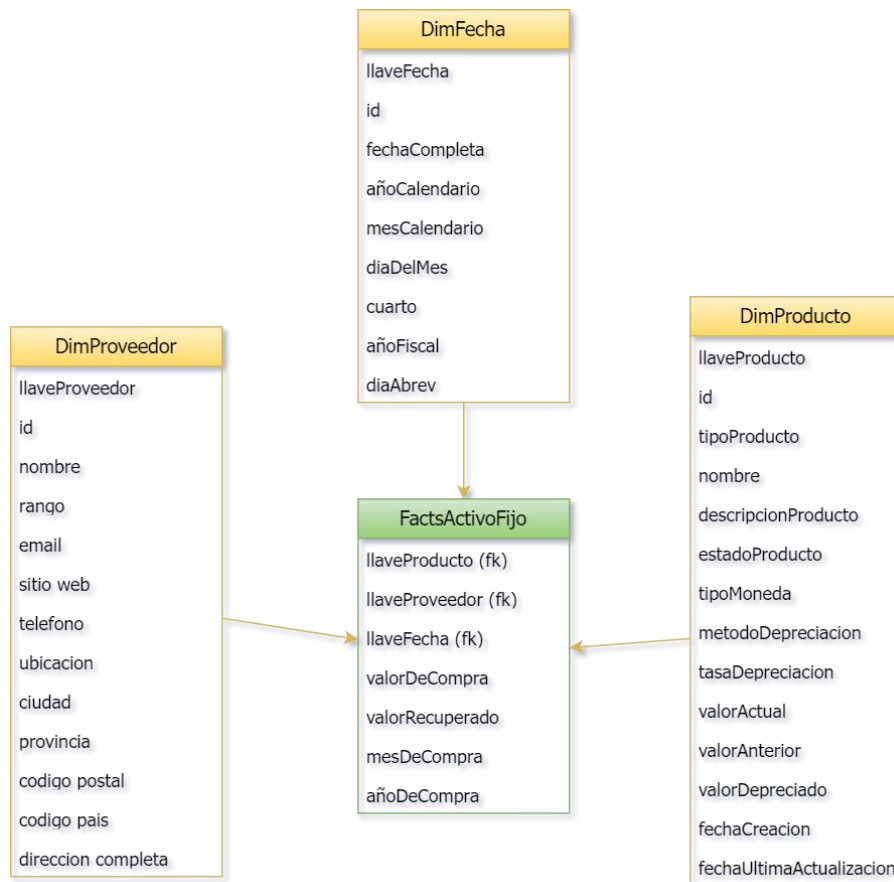 DimFecha
llaveFecha
id
fechaCompleta
añoCalendario
mesCalendario
diaDelMes
cuarto
añoFiscal
diaAbrev
DimProveedor
llaveProveedor
id
nombre
rango
email
sitio web
telefono
ubicacion
ciudad
provincia
codigo postal
codigo pais
direccion completa
FactsActivoFijo
llaveProducto (fk)
llaveProveedor (fk)
llaveFecha (fk)
valorDeCompra
valorRecuperado
mesDeCompra
añoDeCompra
DimProducto
llaveProducto
id
tipoProducto
nombre
descripcionProducto
estadoProducto
tipoMoneda
metodoDepreciacion
tasaDepreciacion
valorActual
valorAnterior
valorDepreciado
fechaCreacion
fechaUltimaActualizacion